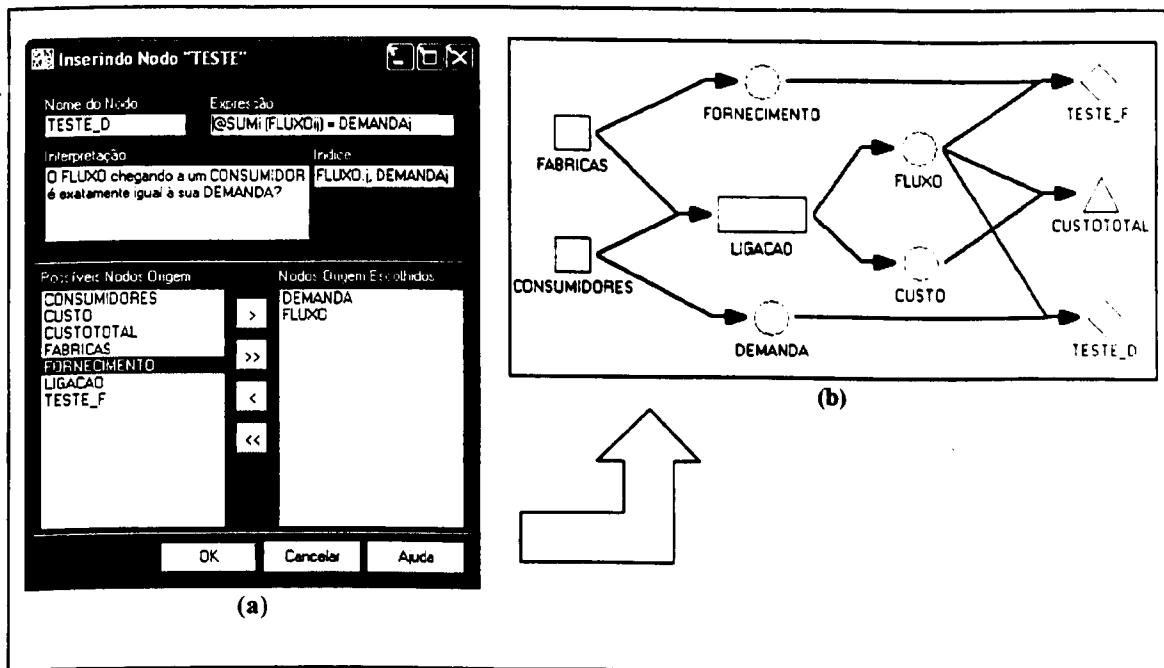 Inserindo Nodo "TESTE"
Nome do Nodo
Expressão
TESTE_D
@SUMi (FLUXOij) = DEMANDAj
Interpretação
Indice
O FLUXO chegando a um CONSUMIDOR
é exatamente igual à sua DEMANDA?
FLUXO.j, DEMANDAj
Possíveis Nodos Origem
Nodos Origem Escolhidos
CONSUMIDORES
CUSTO
CUSTOTOTAL
FABRICAS
FORNECIMENTO
LIGACAO
TESTE_F
>
>>
<
<<
DEMANDA
FLUXO
OK
Cancelar
Ajuda
(a)
FORNECIMENTO
TESTE_F
FABRICAS
FLUXO
LIGACAO
CUSTOTOTAL
CONSUMIDORES
CUSTO
DEMANDA
TESTE_D
(b)